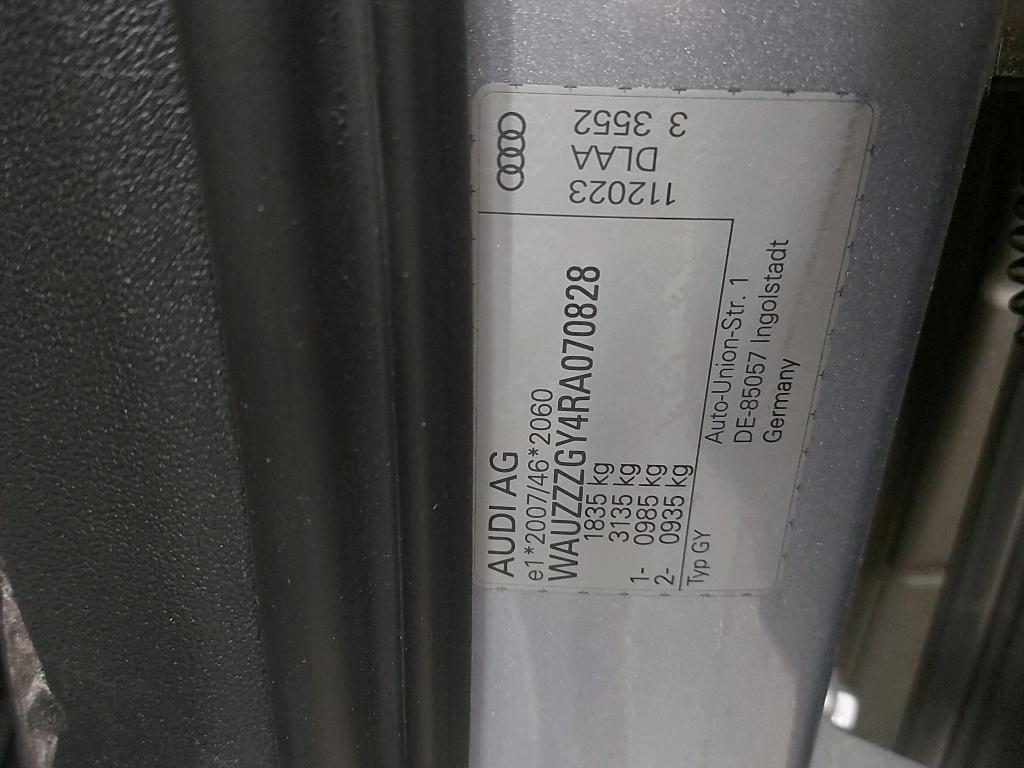 AUDI AG
e1*2007/46*2060
WAUZZZGY4RA070828
1835 kg
3135 kg
1- 0985 kg
2- 0935 kg
Typ GY
Auto-Union-Str. 1
DE-85057 Ingolstadt
Germany
112023
DLAA
3 3552